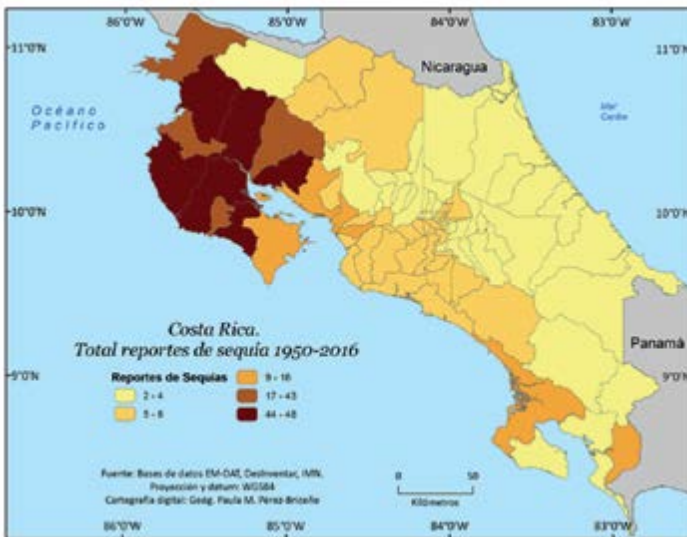 86°0'W 85°0'W 84°0'W 83°0'W
11°0'N 11°0'N
Nicaragua
Océano
Pacífico
Mar
Caribe
10°0'N 10°0'N
Panamá
Costa Rica.
Total reportes de sequía 1950-2016
9°0'N 9°0'N
Reportes de Sequías
2 - 4
5 - 8
9 - 16
17 - 43
44 - 48
Fuente: Bases de datos EM-DAT, DesInventar, IMN.
Proyección y datum: WGS84
Cartografía digital: Geóg. Paula M. Pérez-Briceño
0 50
Kilómetros
86°0'W 85°0'W 84°0'W 83°0'W